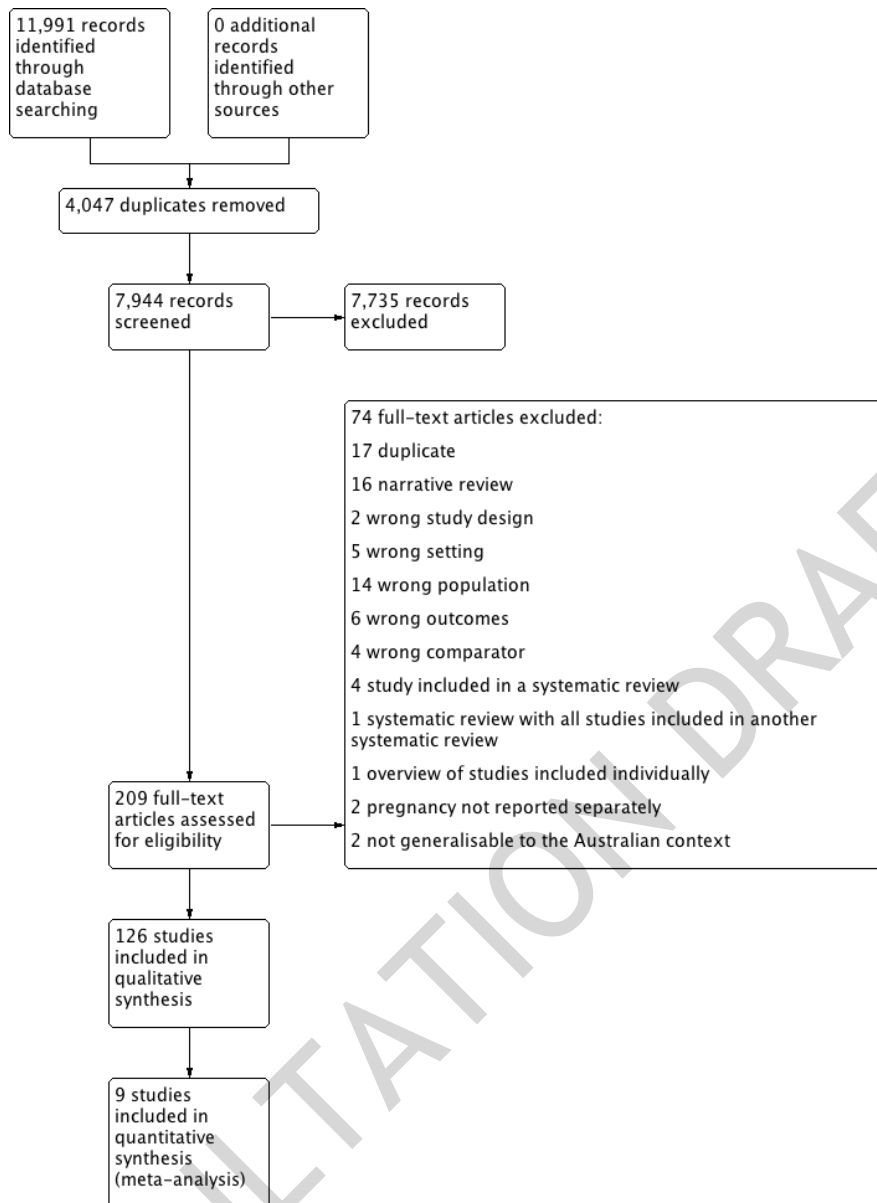 11,991 records
identified
through
database
searching
0 additional
records
identified
through other
sources
4,047 duplicates removed
7,944 records
screened
7,735 records
excluded
74 full-text articles excluded:
17 duplicate
16 narrative review
2 wrong study design
5 wrong setting
14 wrong population
6 wrong outcomes
4 wrong comparator
4 study included in a systematic review
1 systematic review with all studies included in another
systematic review
1 overview of studies included individually
2 pregnancy not reported separately
2 not generalisable to the Australian context
209 full-text
articles assessed
for eligibility
126 studies
included in
qualitative
synthesis
9 studies
included in
quantitative
synthesis
(meta-analysis)
ULTATION DRAF